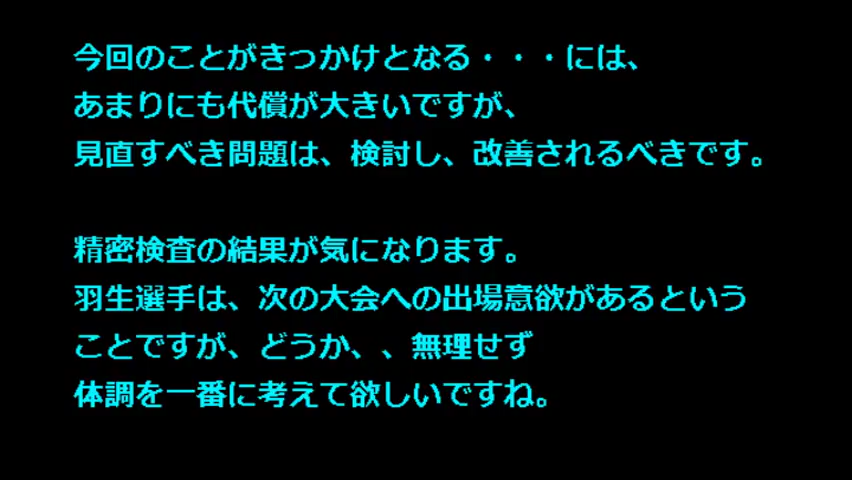 今回のことがきっかけとなる・・・には、
あまりにも代償が大きいですが、
見直すべき問題は、検討し、改善されるべきです。
精密検査の結果が気になります。
羽生選手は、次の大会への出場意欲があるという
ことですが、どうか、、無理せず
体調を一番に考えて欲しいですね。